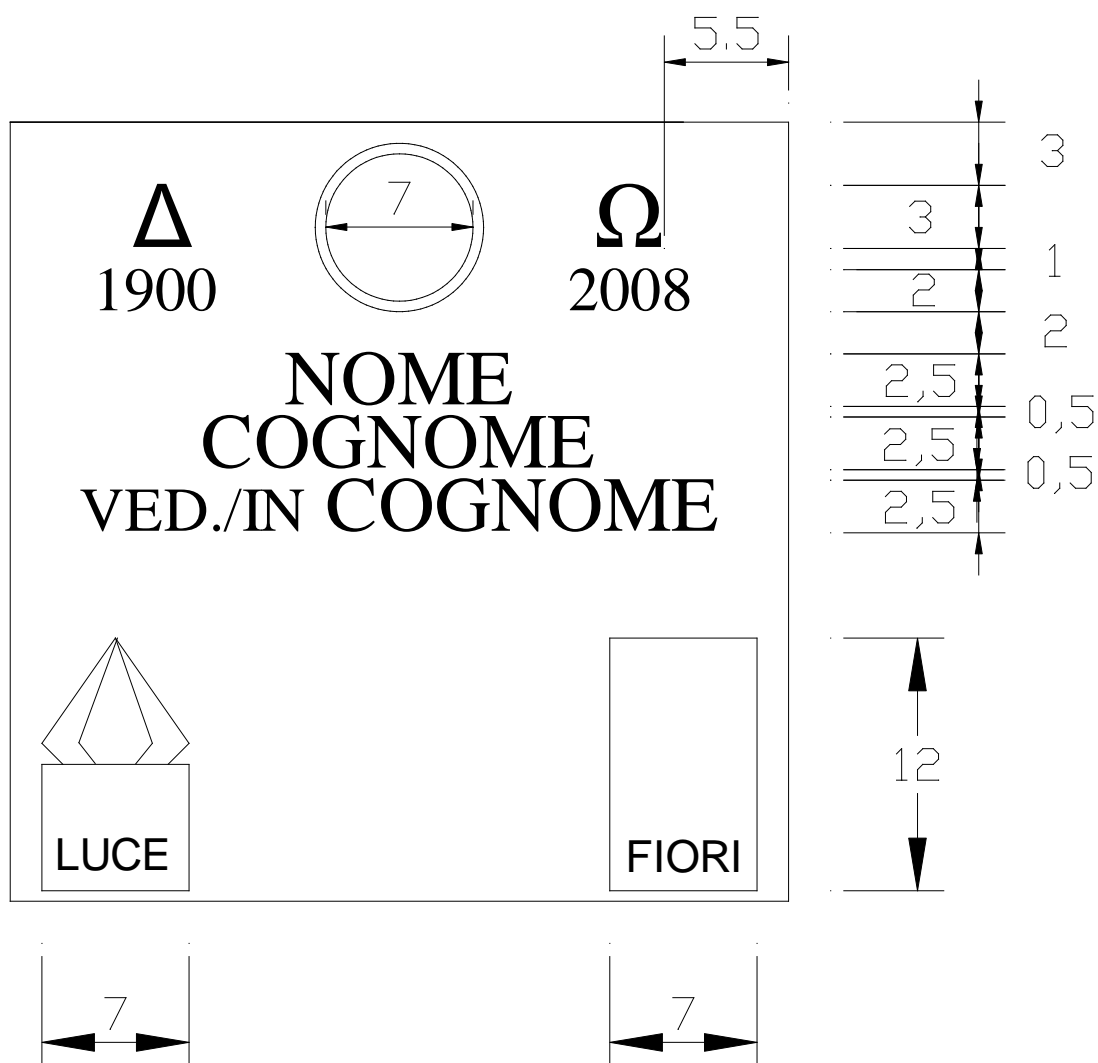 5.5
3
Δ 7 Ω 3
1900 2008 1
2
2
NOME 2,5
COGNOME 0,5
2,5
VED./IN COGNOME 0,5
2,5
12
LUCE FIORI
7 7